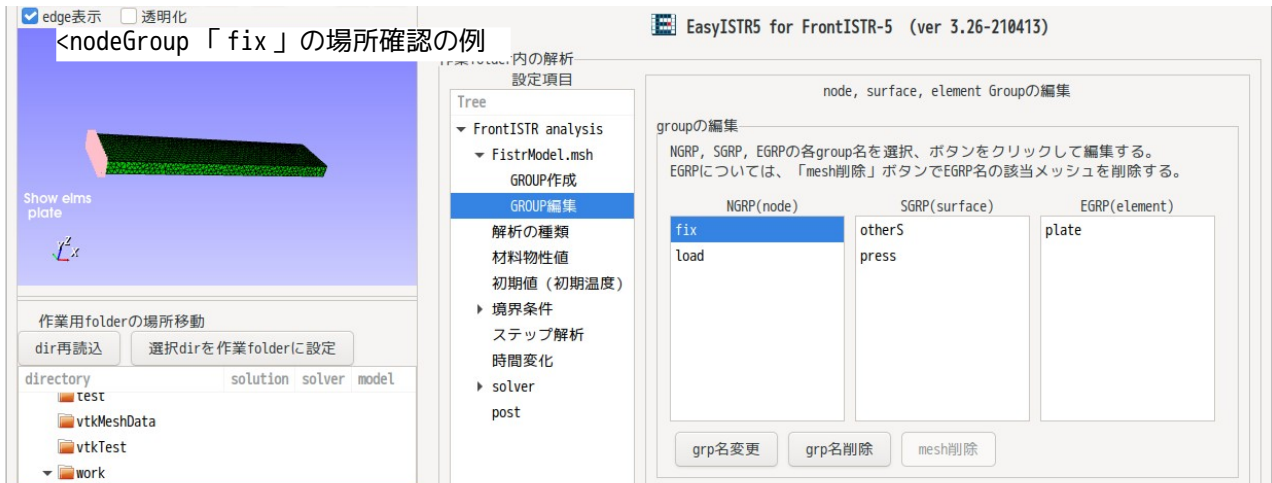 edge表示 透明化
<nodeGroup 「 fix 」の場所確認の例
EasyISTR5 for FrontISTR-5 (ver 3.26-210413)
内の解析
設定項目
Tree
FrontISTR analysis
FistrModel.msh
GROUP作成
GROUP編集
解析の種類
材料物性値
初期値 (初期温度)
境界条件
ステップ解析
時間変化
solver
post
node, surface, element Groupの編集
groupの編集
NGRP, SGRP, EGRPの各group名を選択、ボタンをクリックして編集する。
EGRPについては、「mesh削除」ボタンでEGRP名の該当メッシュを削除する。
NGRP(node) SGRP(surface) EGRP(element)
fix otherS plate
load press
grp名変更 grp名削除 mesh削除
Show elms
plate
Z
X
作業用folderの場所移動
dir再読込 選択dirを作業folderに設定
directory solution solver model
test
vtkMeshData
vtkTest
work